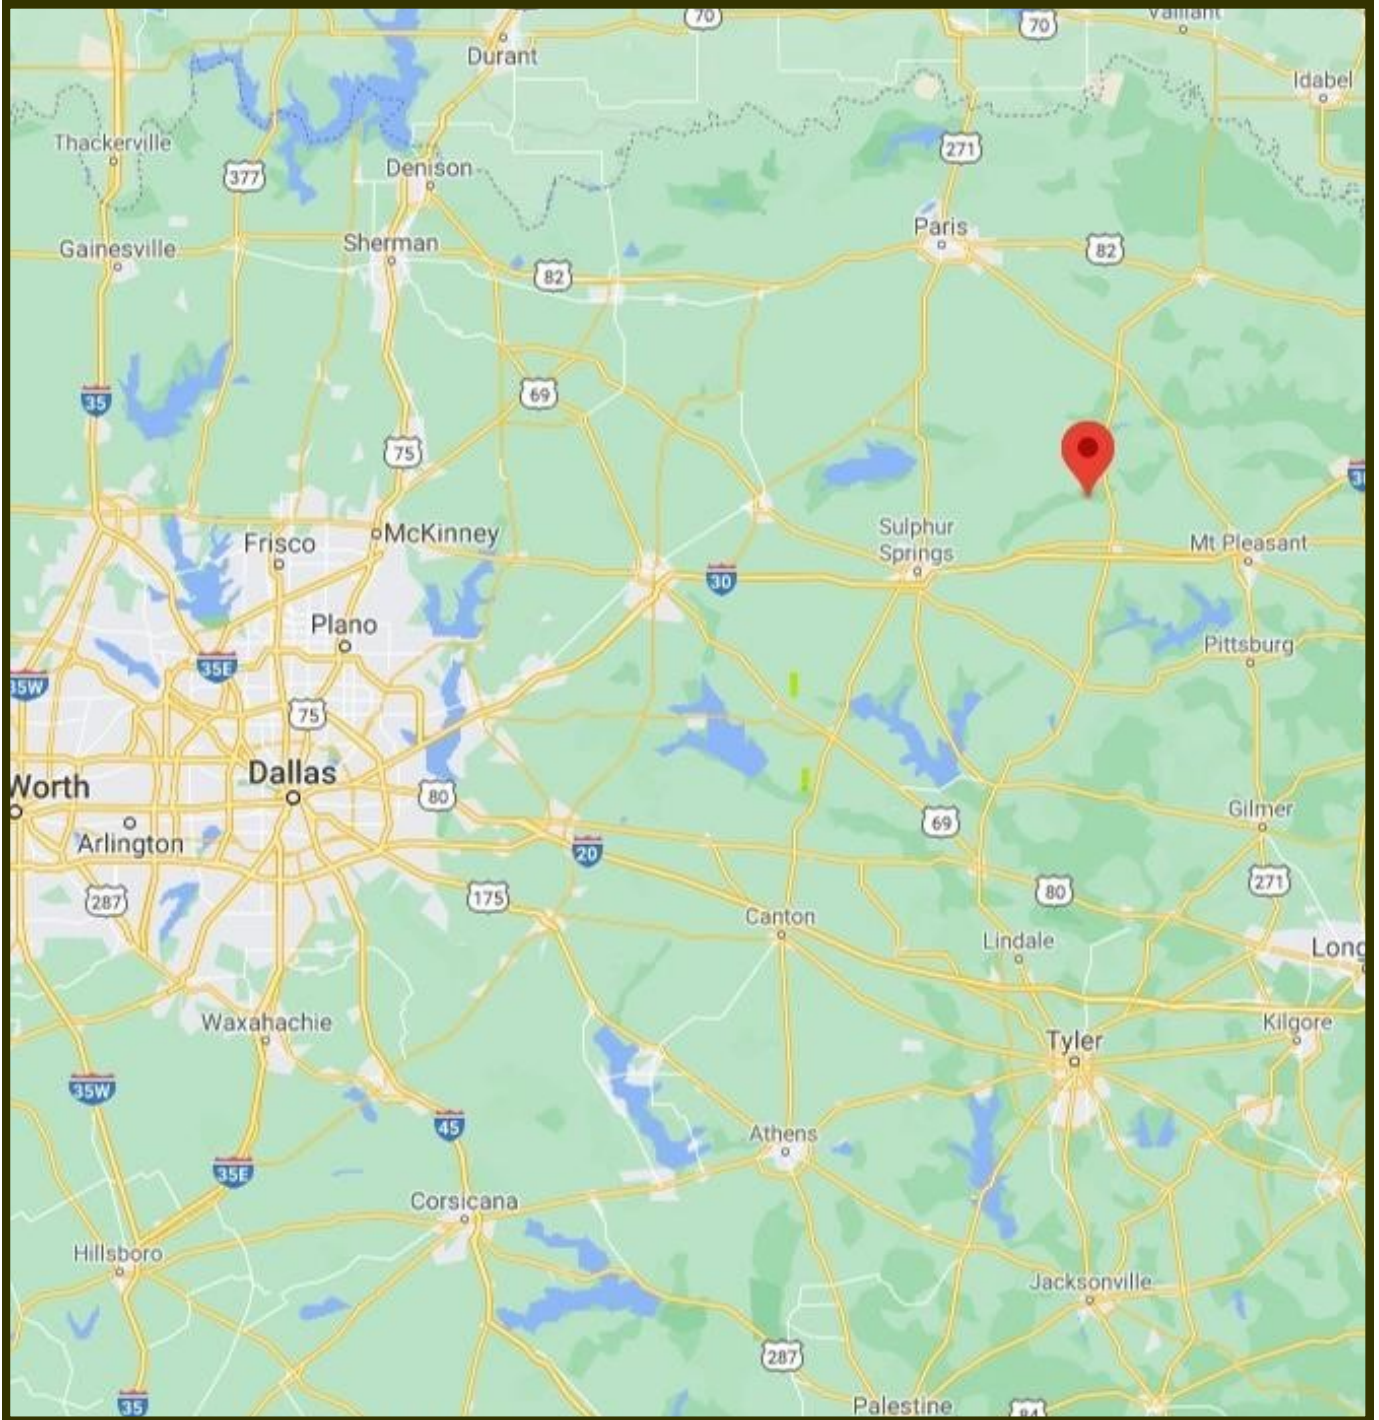 70
70
Valliant
Durant
Idabel
Thackerville
271
377
Denison
Paris
Gainesville
Sherman
82
82
69
35
75
Sulphur
Springs
McKinney
Frisco
Mt Pleasant
30
Plano
Pittsburg
35E
35W
75
Dallas
Worth
80
Gilmer
69
Arlington
20
271
80
175
287
Canton
Lindale
Long
Waxahachie
Kilgore
Tyler
35W
45
Athens
35E
Corsicana
Hillsboro
Jacksonville
287
35
Palestine
84